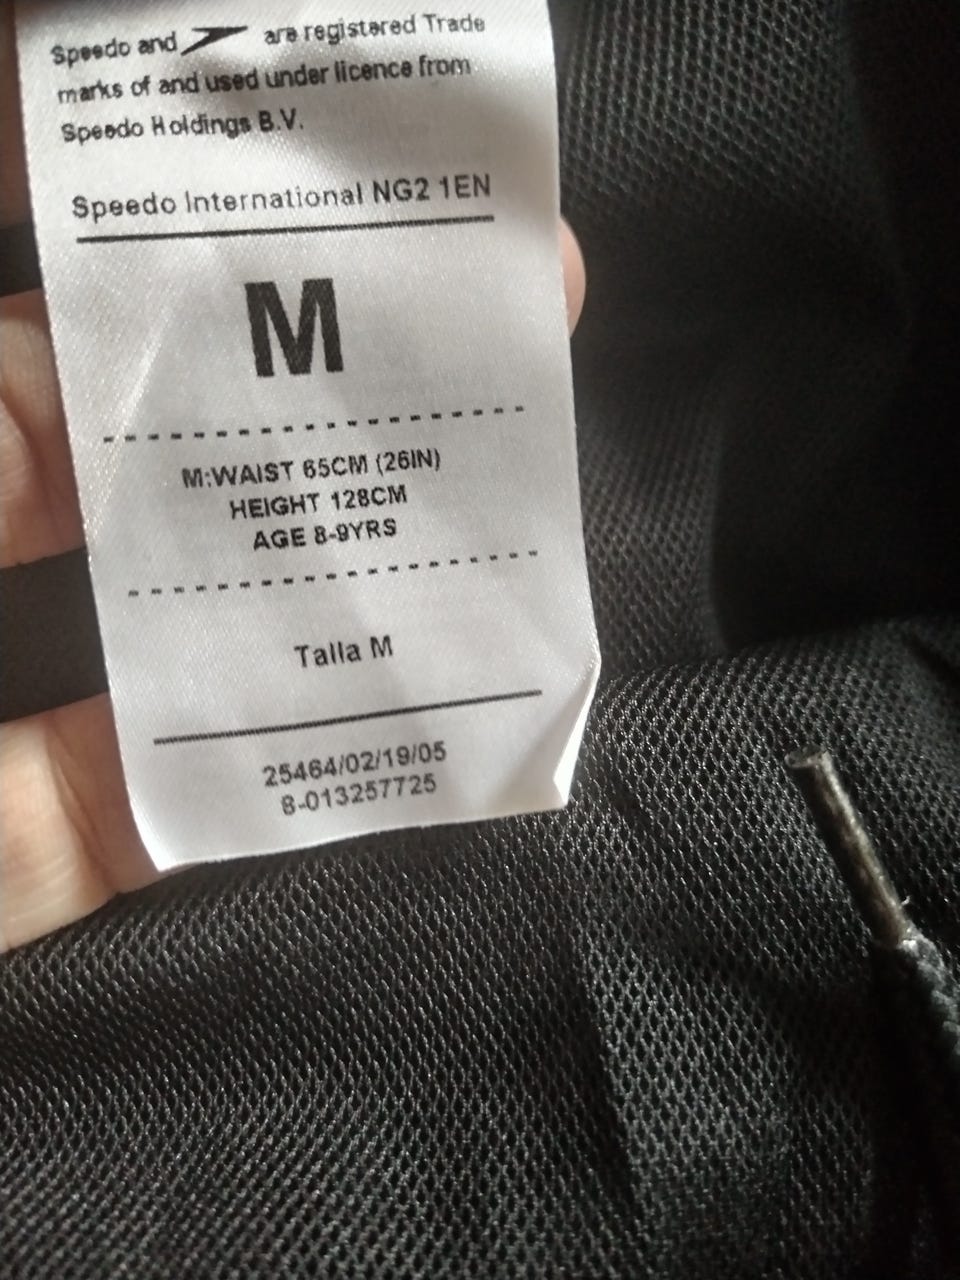 Speedo and are registered Trade
marks of and used under licence from
Speedo Holdings B.V.
Speedo International NG2 1EN
M
M:WAIST 65CM (26IN)
HEIGHT 128CM
AGE 8-9YRS
Talla M
25464/02/19/05
8-013257725